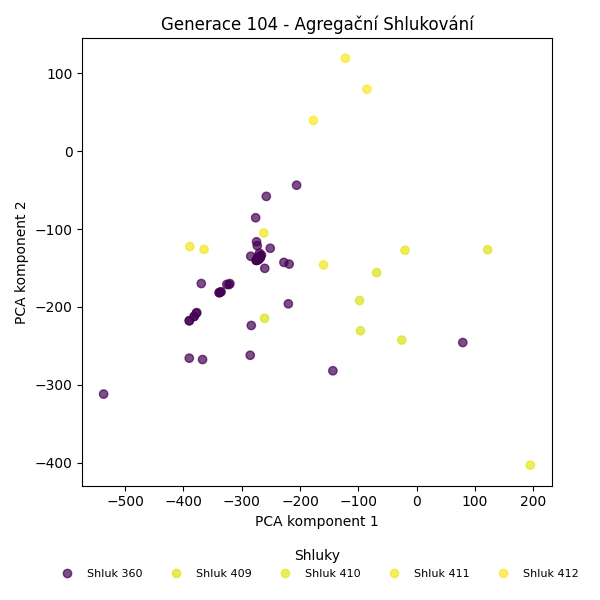 Generace 104 - Agregační Shlukování
100
0
−100
−200
−300
−400
PCA komponent 2
−500 −400 −300 −200 −100 0 100 200
PCA komponent 1
Shluky
Shluk 360 Shluk 409 Shluk 410 Shluk 411 Shluk 412